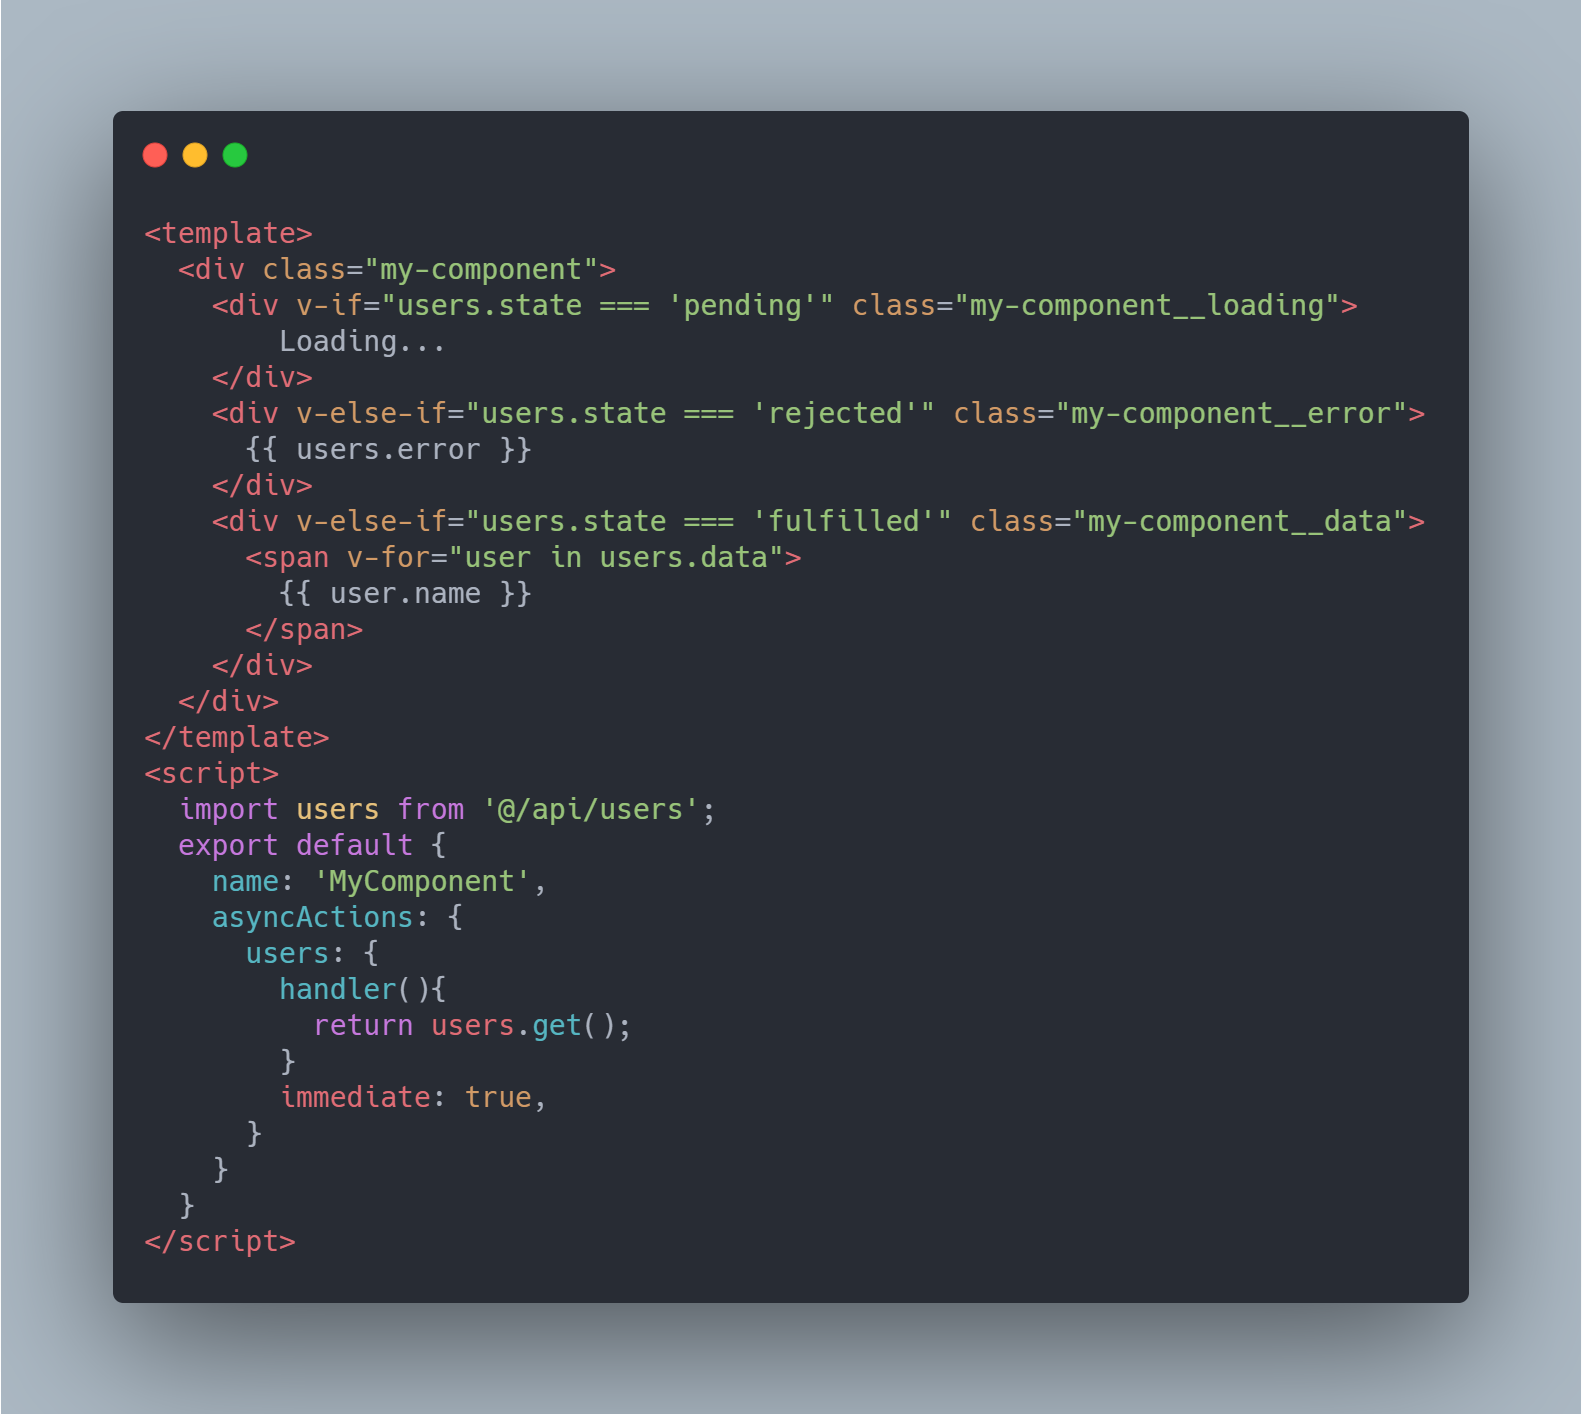 <template>
  <div class="my-component">
    <div v-if="users.state === 'pending'" class="my-component__loading">
        Loading...
    </div>
    <div v-else-if="users.state === 'rejected'" class="my-component__error">
      {{ users.error }}
    </div>
    <div v-else-if="users.state === 'fulfilled'" class="my-component__data">
      <span v-for="user in users.data">
        {{ user.name }}
      </span>
    </div>
  </div>
</template>
<script>
  import users from '@/api/users';
  export default {
    name: 'MyComponent',
    asyncActions: {
      users: {
        handler(){
          return users.get();
        }
        immediate: true,
      }
    }
  }
</script>